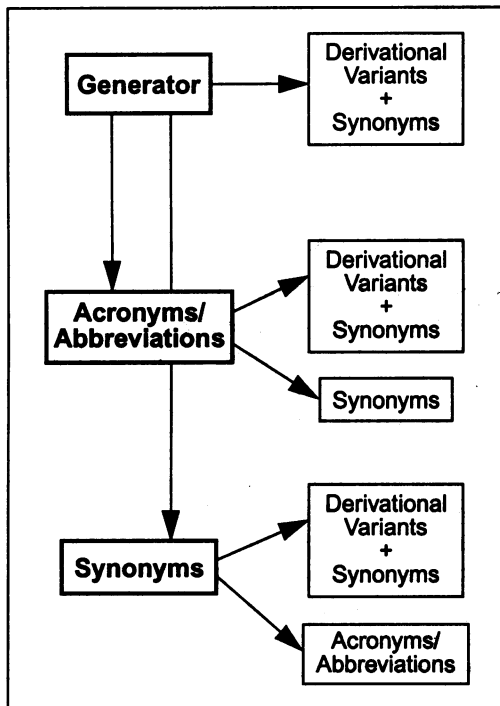 Generator
Derivational
Variants
+
Synonyms
Acronyms/
Abbreviations
Derivational
Variants
+
Synonyms
Synonyms
Synonyms
Derivational
Variants
+
Synonyms
Acronyms/
Abbreviations